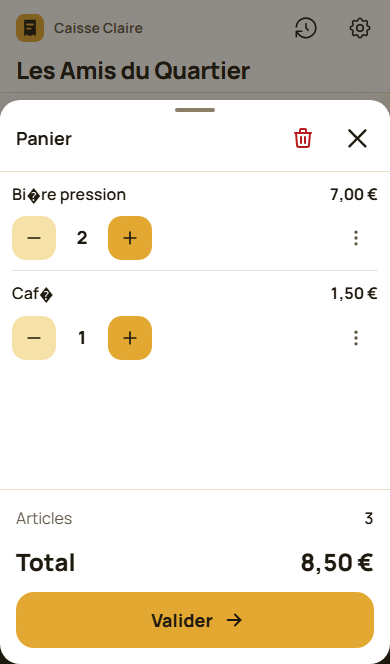 Caisse Claire
Les Amis du Quartier
Panier
Bi�re pression 7,00 €
2
Caf� 1,50 €
1
Articles 3
Total 8,50 €
Valider →